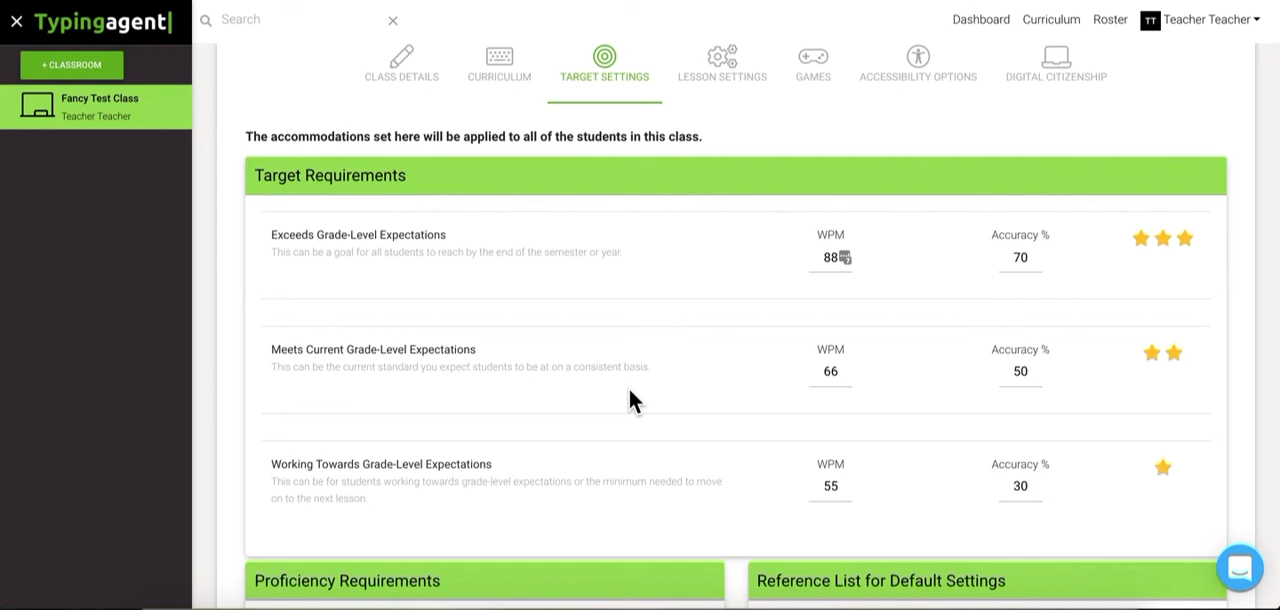 Typingagent|
Search
Dashboard Curriculum Roster TT Teacher Teacher
+ CLASSROOM
Fancy Test Class
Teacher Teacher
CLASS DETAILS CURRICULUM TARGET SETTINGS LESSON SETTINGS GAMES ACCESSIBILITY OPTIONS DIGITAL CITIZENSHIP
The accommodations set here will be applied to all of the students in this class.
Target Requirements
Exceeds Grade-Level Expectations WPM Accuracy %
This can be a goal for all students to reach by the end of the semester or year.
88 70
Meets Current Grade-Level Expectations WPM Accuracy %
This can be the current standard you expect students to be at on a consistent basis.
66 50
Working Towards Grade-Level Expectations WPM Accuracy %
This can be for students working towards grade-level expectations or the minimum needed to move
on to the next lesson.
55 30
Proficiency Requirements
Reference List for Default Settings